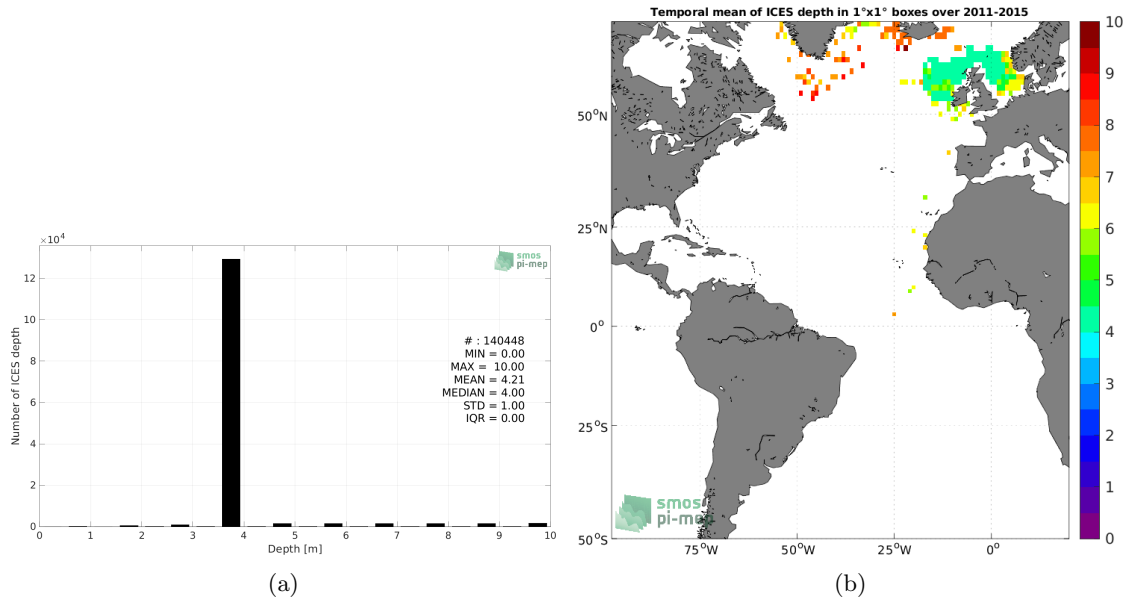 Temporal mean of ICES depth in 1°x1° boxes over 2011-2015
×10⁴
12
10
8
6
4
2
0
Number of ICES depth
smos
pi-mep
# : 140448
MIN = 0.00
MAX = 10.00
MEAN = 4.21
MEDIAN = 4.00
STD = 1.00
IQR = 0.00
0 1 2 3 4 5 6 7 8 9 10
Depth [m]
(a)
50°N
25°N
0°
25°S
50°S
75°W 50°W 25°W 0°
smos
pi-mep
10
9
8
7
6
5
4
3
2
1
0
(b)